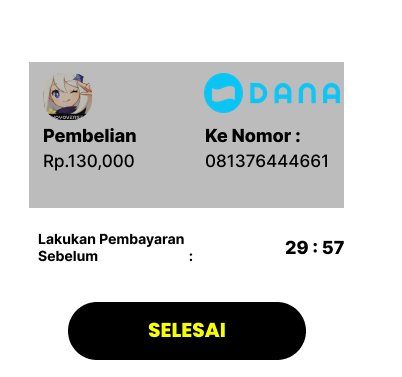 DANA
Pembelian
Ke Nomor :
Rp.130,000
081376444661
Lakukan Pembayaran
Sebelum :
29 : 57
SELESAI